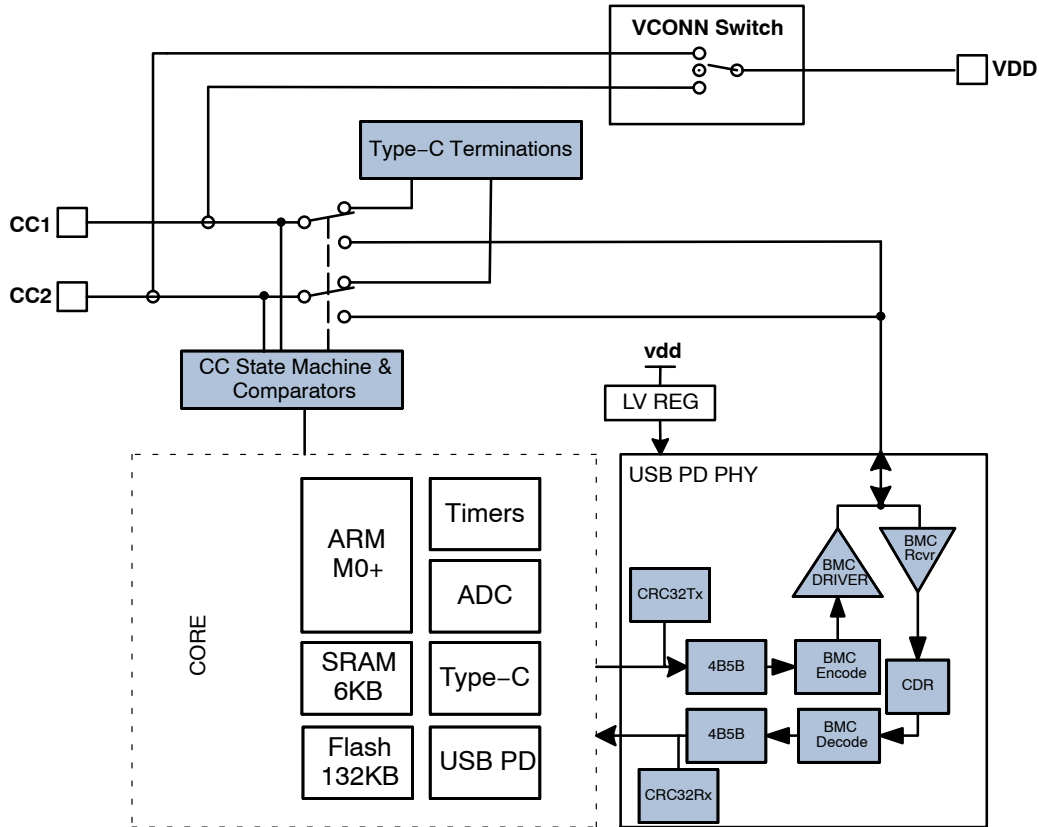 VCONN Switch
VDD
Type−C Terminations
CC1
CC2
CC State Machine &
Comparators
vdd
LV REG
USB PD PHY
CORE
ARM
M0+
Timers
ADC
SRAM
6KB
Type−C
Flash
132KB
USB PD
BMC
DRIVER
BMC
Rcvr
CRC32Tx
4B5B
BMC
Encode
CDR
4B5B
BMC
Decode
CRC32Rx